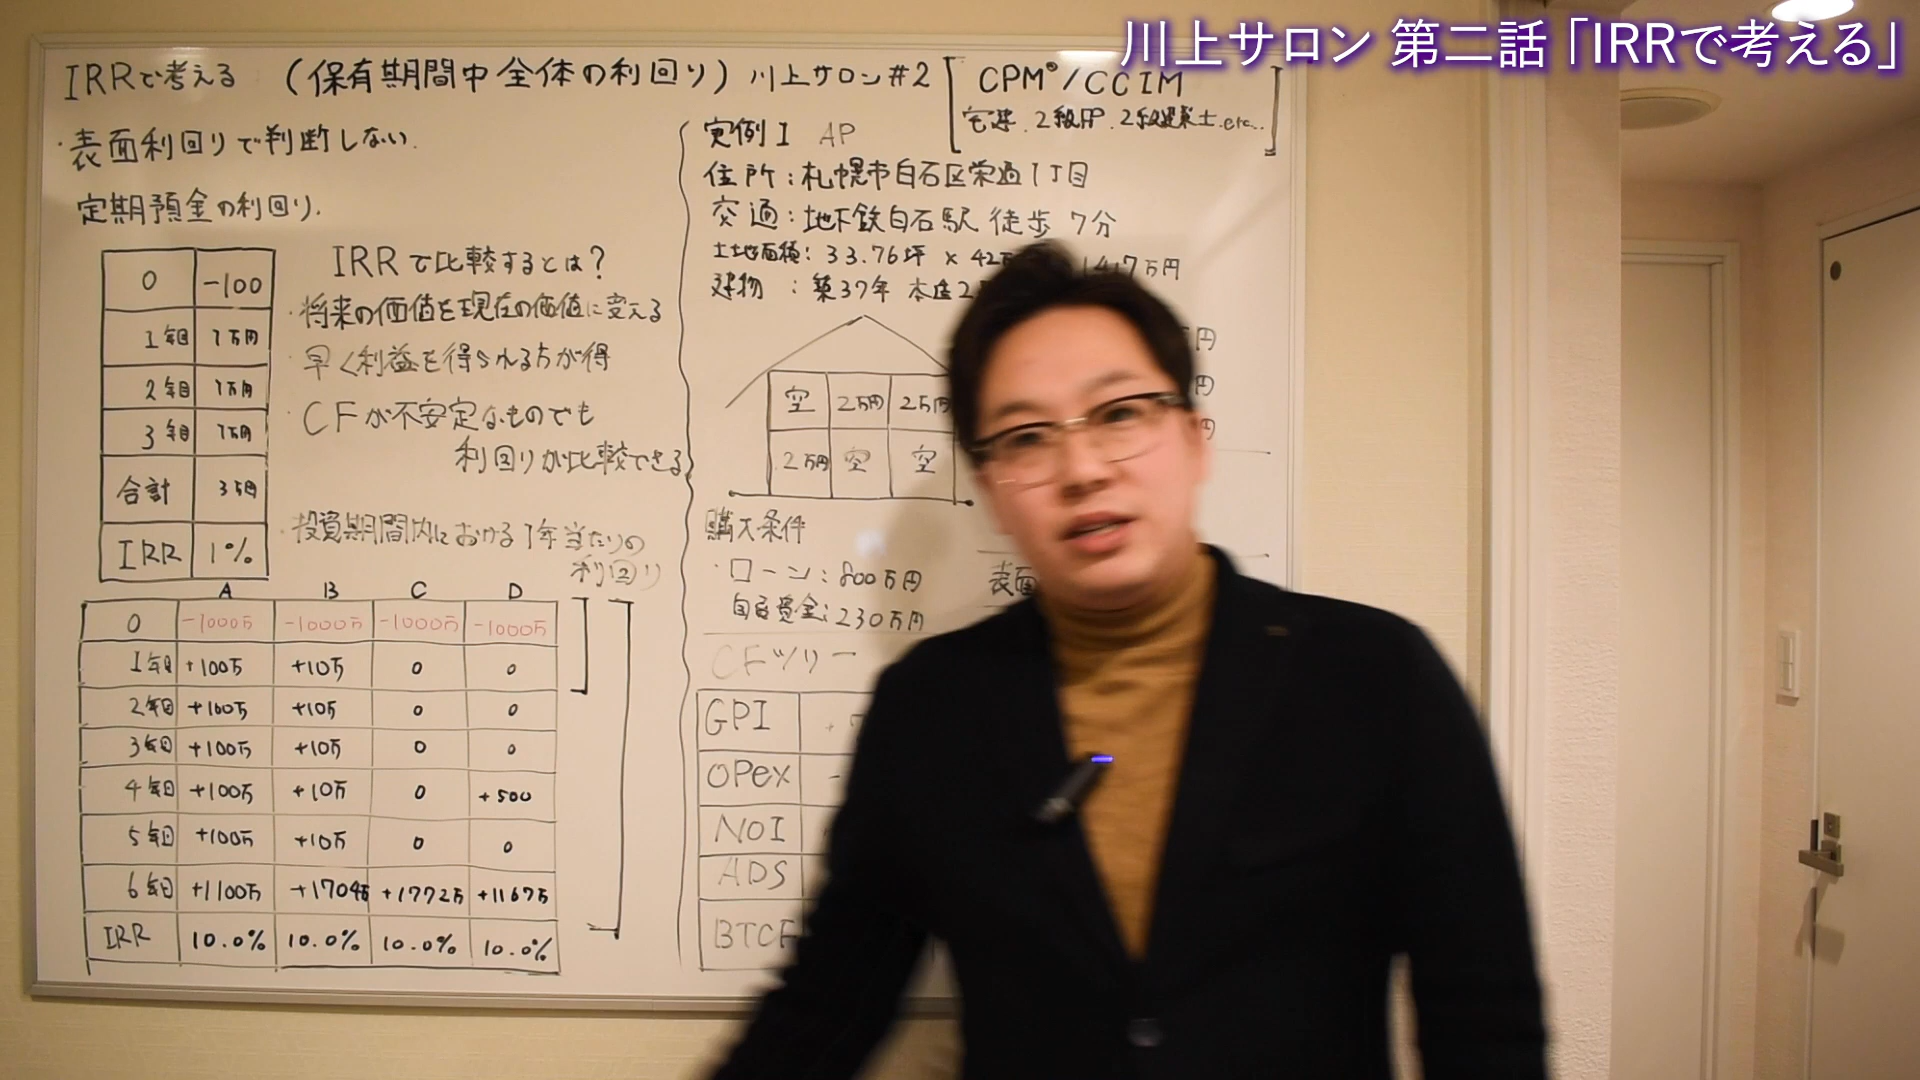 川上サロン 第二話「IRRで考える」
IRRで考える (保有期間中全体の利回り) 川上サロン#2
CPM®/CCIM
宅建.2級FP.2級建築士.etc...
・表面利回りで判断しない.
定期預金の利回り.
0 -100
1年目 1万円
2年目 1万円
3年目 1万円
合計 3万円
IRR 1%
IRRで比較するとは?
・将来の価値を現在の価値に変える
・早く利益を得られる方が得
・CFが不安定なものでも
利回りが比較できる
・投資期間内における1年当たりの
利回り
A B C D
0 -1000万 -1000万 -1000万 -1000万
1年目 +100万 +10万 0 0
2年目 +100万 +10万 0 0
3年目 +100万 +10万 0 0
4年目 +100万 +10万 0 +500
5年目 +100万 +10万 0 0
6年目 +1100万 +1704万 +1772万 +1167万
IRR 10.0% 10.0% 10.0% 10.0%
実例1 AP
住所:札幌市白石区栄通1丁目
交通:地下鉄白石駅 徒歩 7分
土地面積:33.76坪 × 42万 1417万円
建物 :築37年 木造2
円
円
円
空 2万円 2万円
2万円 空 空
購入条件
・ローン:800万円
自己資金:230万円
表面
CFツリー
GPI +
OPex -
NOI
ADS
BTCF